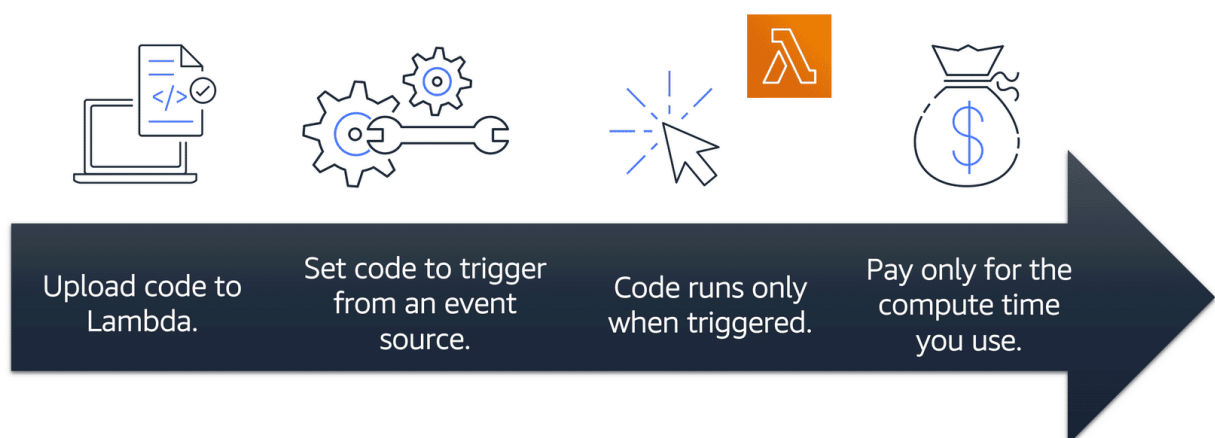 </>
$
Upload code to
Lambda.
Set code to trigger
from an event
source.
Code runs only
when triggered.
Pay only for the
compute time
you use.